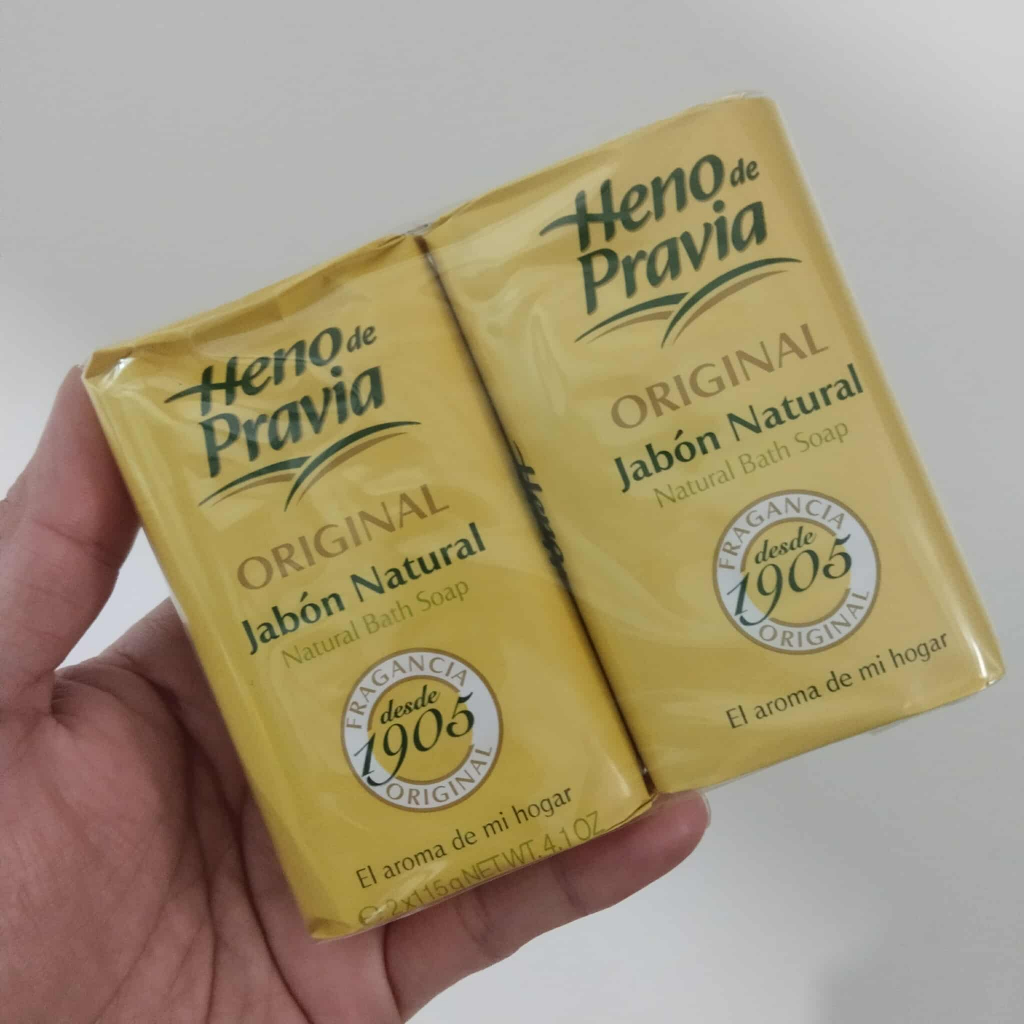 Heno de
Pravia
ORIGINAL
Jabón Natural
Natural Bath Soap
FRAGANCIA
desde
1905
ORIGINAL
El aroma de mi hogar
e 2x115g NET WT. 4.1 OZ
Heno
Heno de
Pravia
ORIGINAL
Jabón Natural
Natural Bath Soap
FRAGANCIA
desde
1905
ORIGINAL
El aroma de mi hogar